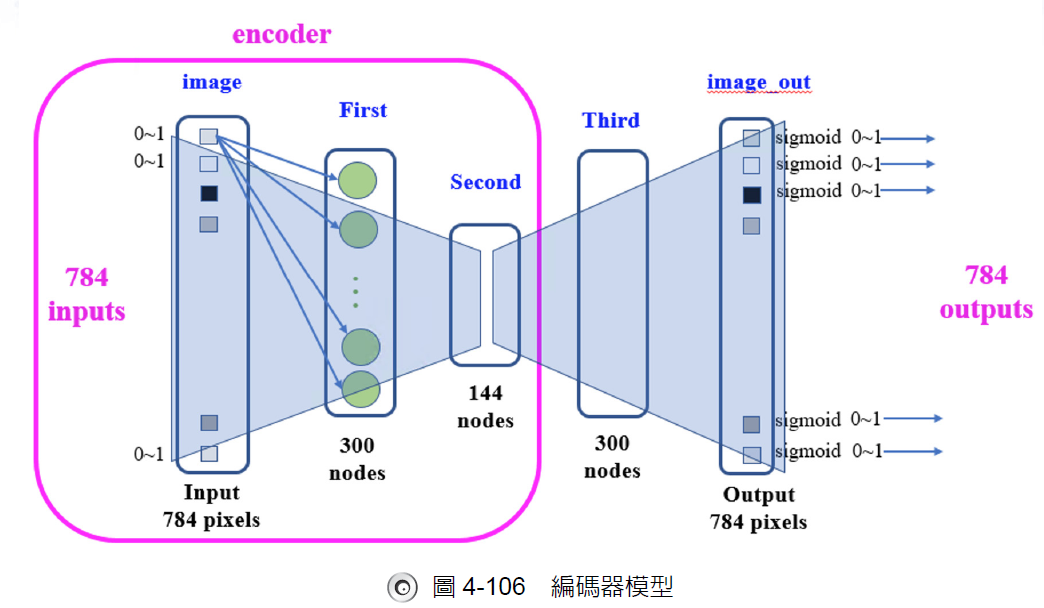 encoder
image
First
Second
Third
image_out
0~1
0~1
0~1
784
inputs
Input
784 pixels
300
nodes
144
nodes
300
nodes
sigmoid 0~1
sigmoid 0~1
sigmoid 0~1
sigmoid 0~1
sigmoid 0~1
Output
784 pixels
784
outputs
圖 4-106 編碼器模型